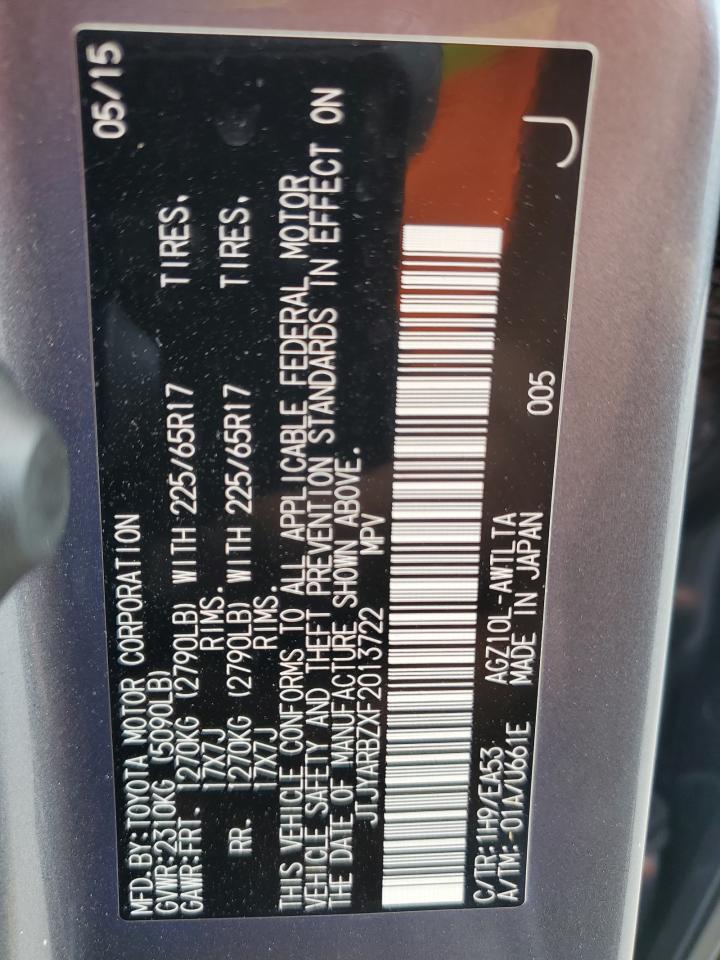 MFD.BY:TOYOTA MOTOR CORPORATION 05/15
GVWR:2310KG (5090LB)
GAWR:FRT. 1270KG (2790LB) WITH 225/65R17 TIRES,
17X7J RIMS.
RR. 1270KG (2790LB) WITH 225/65R17 TIRES,
17X7J RIMS.
THIS VEHICLE CONFORMS TO ALL APPLICABLE FEDERAL MOTOR
VEHICLE SAFETY AND THEFT PREVENTION STANDARDS IN EFFECT ON
THE DATE OF MANUFACTURE SHOWN ABOVE.
JTJYARBZXF2013722 MPV
C/TR:1H9/EA53 AGZ10L-AWTLTA 005 J
A/TM:-01A/U661E MADE IN JAPAN